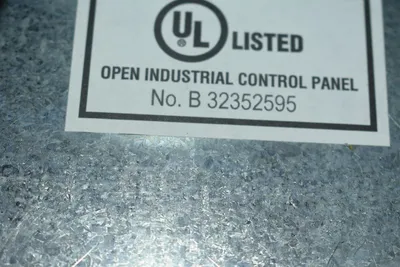 UL LISTED
OPEN INDUSTRIAL CONTROL PANEL
No. B 32352595